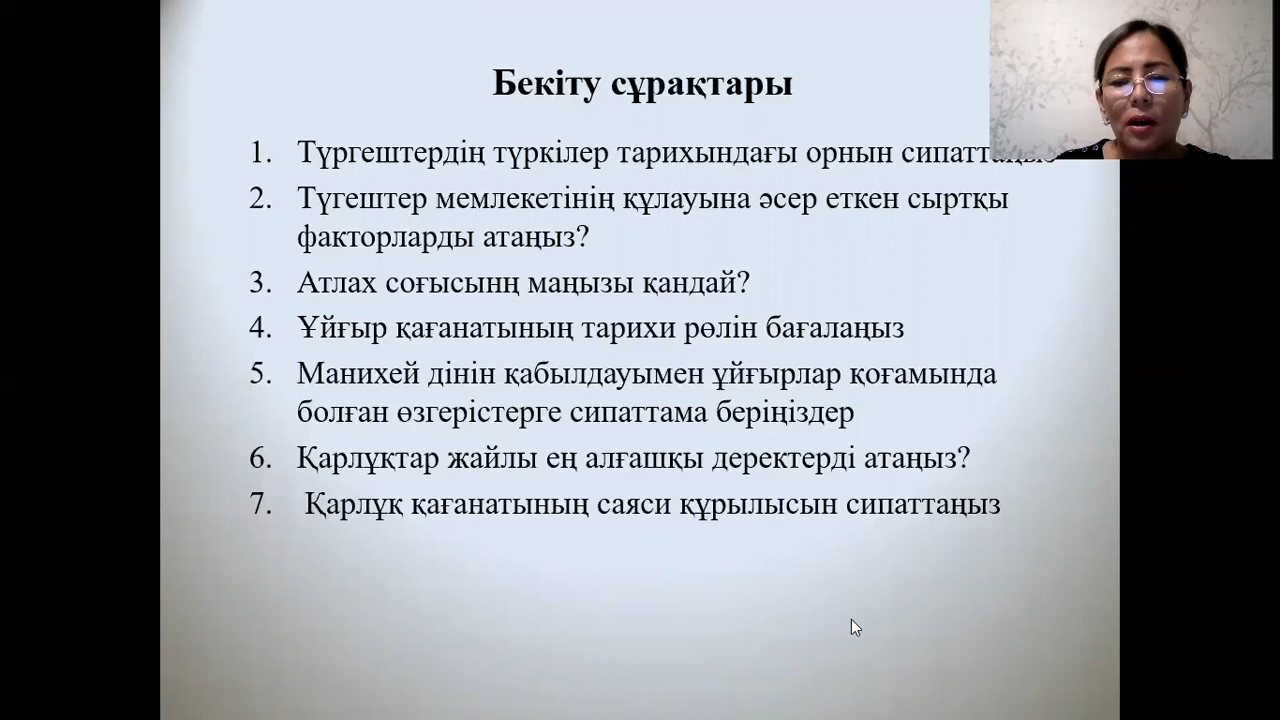 Бекіту сұрақтары
1. Түргештердің түркілер тарихындағы орнын
2. Түгештер мемлекетінің құлауына әсер еткен сыртқы
факторларды атаңыз?
3. Атлах соғысынң маңызы қандай?
4. Ұйғыр қағанатының тарихи рөлін бағалаңыз
5. Манихей дінін қабылдауымен ұйғырлар қоғамында
болған өзгерістерге сипаттама беріңіздер
6. Қарлұқтар жайлы ең алғашқы деректерді атаңыз?
7. Қарлұқ қағанатының саяси құрылысын сипаттаңыз